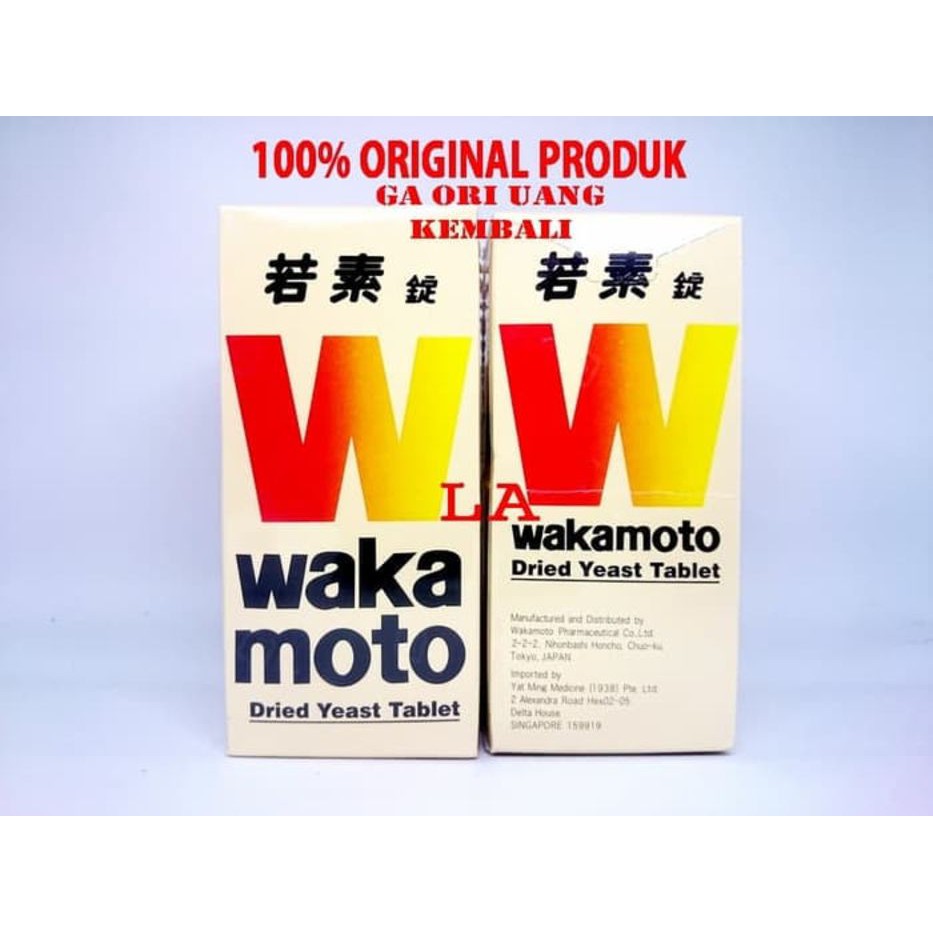 100% ORIGINAL PRODUK
GA ORI UANG
KEMBALI
若素 錠
W
waka
moto
Dried Yeast Tablet
LA
若素 錠
W
wakamoto
Dried Yeast Tablet
Manufactured and Distributed by
Wakamoto Pharmaceutical Co., Ltd.
2-2-2, Nihonbashi Honcho, Chuo-ku,
Tokyo, JAPAN.
Imported by
Yat Ming Medicine (1938) Pte. Ltd.
2 Alexandra Road Hex02-05
Delta House
SINGAPORE 159919